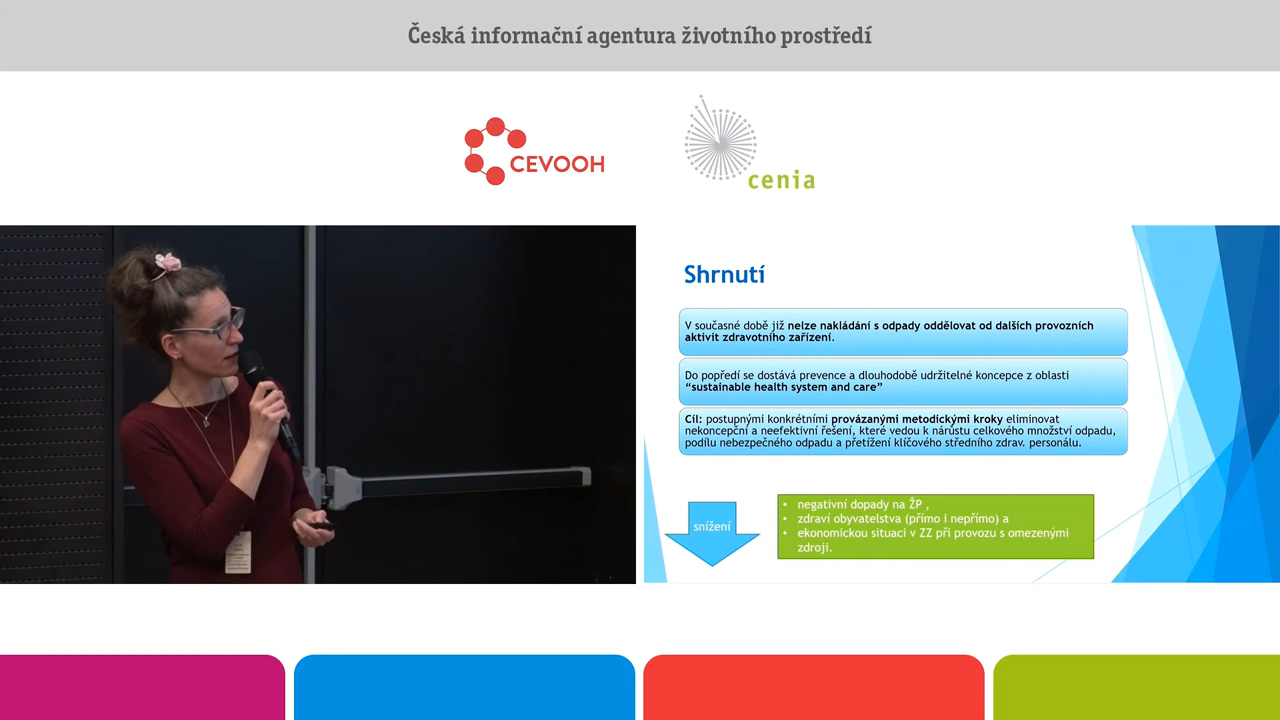 Česká informační agentura životního prostředí
CEVOOH
cenia
Shrnutí
V současné době již nelze nakládání s odpady oddělovat od dalších provozních
aktivit zdravotního zařízení.
Do popředí se dostává prevence a dlouhodobě udržitelné koncepce z oblasti
“sustainable health system and care”
Cíl: postupnými konkrétními provázanými metodickými kroky eliminovat
nekoncepční a neefektivní řešení, které vedou k nárůstu celkového množství odpadu,
podílu nebezpečného odpadu a přetížení klíčového středního zdrav. personálu.
snížení
• negativní dopady na ŽP ,
• zdraví obyvatelstva (přímo i nepřímo) a
• ekonomickou situaci v ZZ při provozu s omezenými
zdroji.